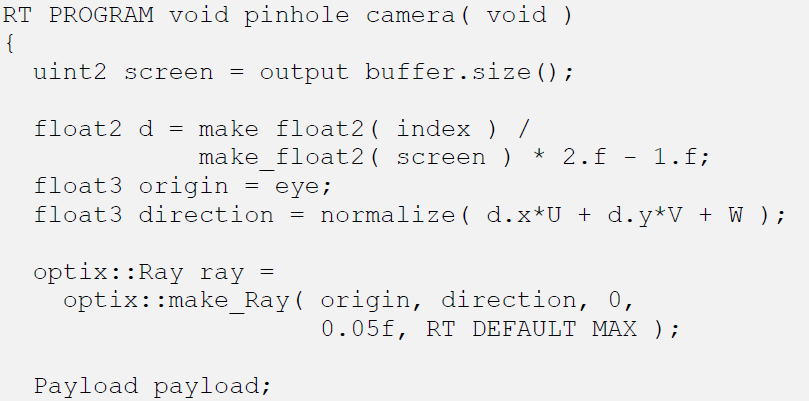 RT PROGRAM void pinhole camera( void )
{
uint2 screen = output buffer.size();
float2 d = make float2( index ) /
make_float2( screen ) * 2.f - 1.f;
float3 origin = eye;
float3 direction = normalize( d.x*U + d.y*V + W );
optix::Ray ray =
optix::make_Ray( origin, direction, 0,
0.05f, RT DEFAULT MAX );
Payload payload;